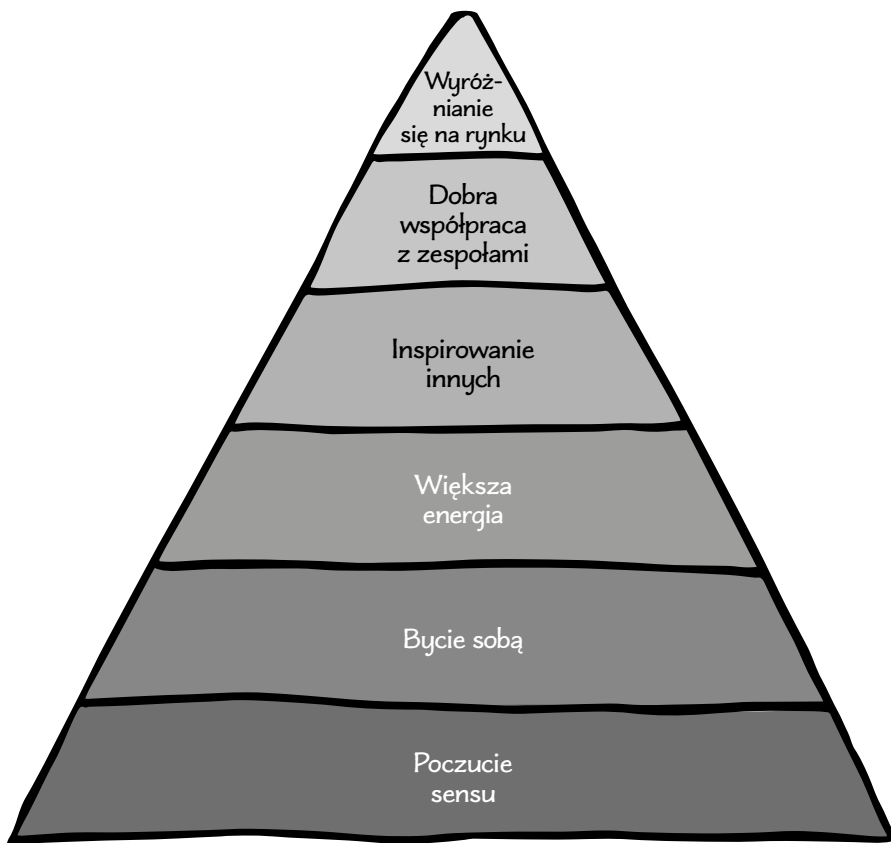 Wyróż-
nianie
się na rynku
Dobra
współpraca
z zespołami
Inspirowanie
innych
Większa
energia
Bycie sobą
Poczucie
sensu